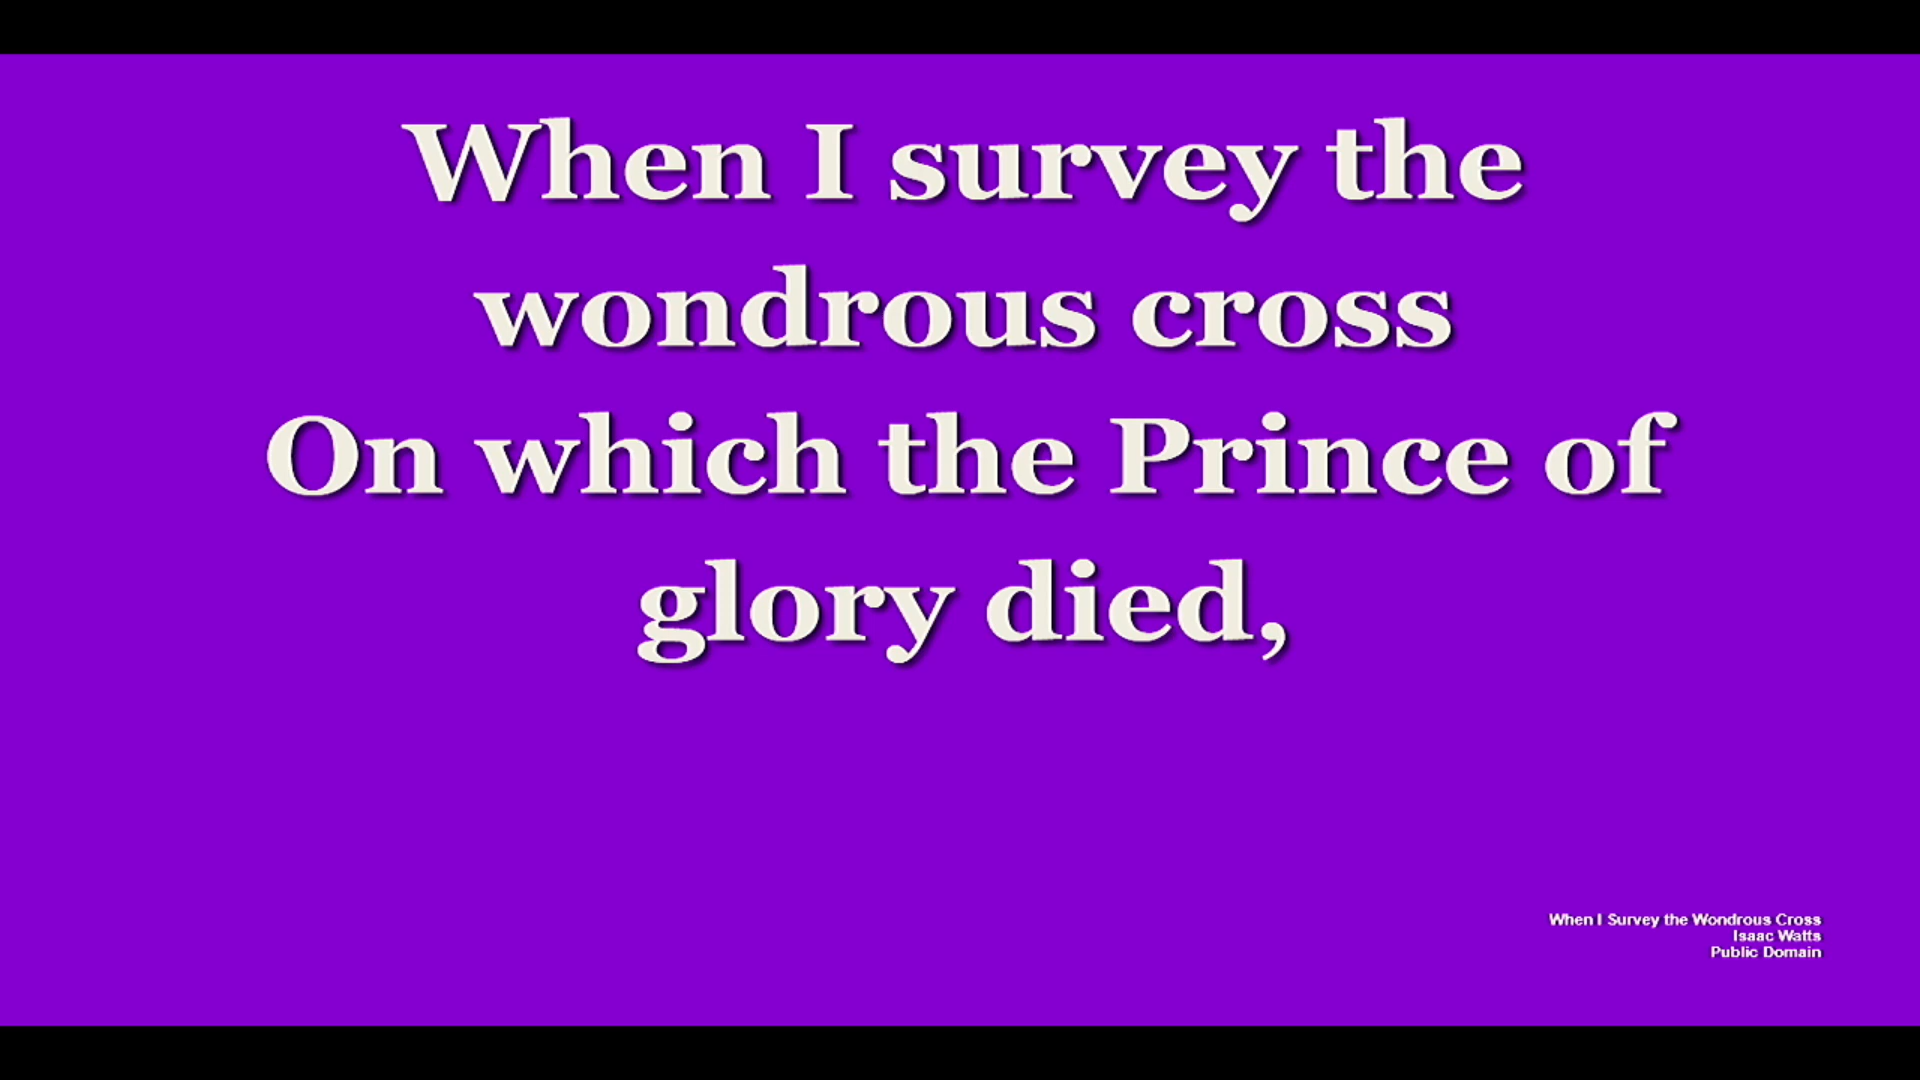 When I survey the
wondrous cross
On which the Prince of
glory died,
When I Survey the Wondrous Cross
Isaac Watts
Public Domain